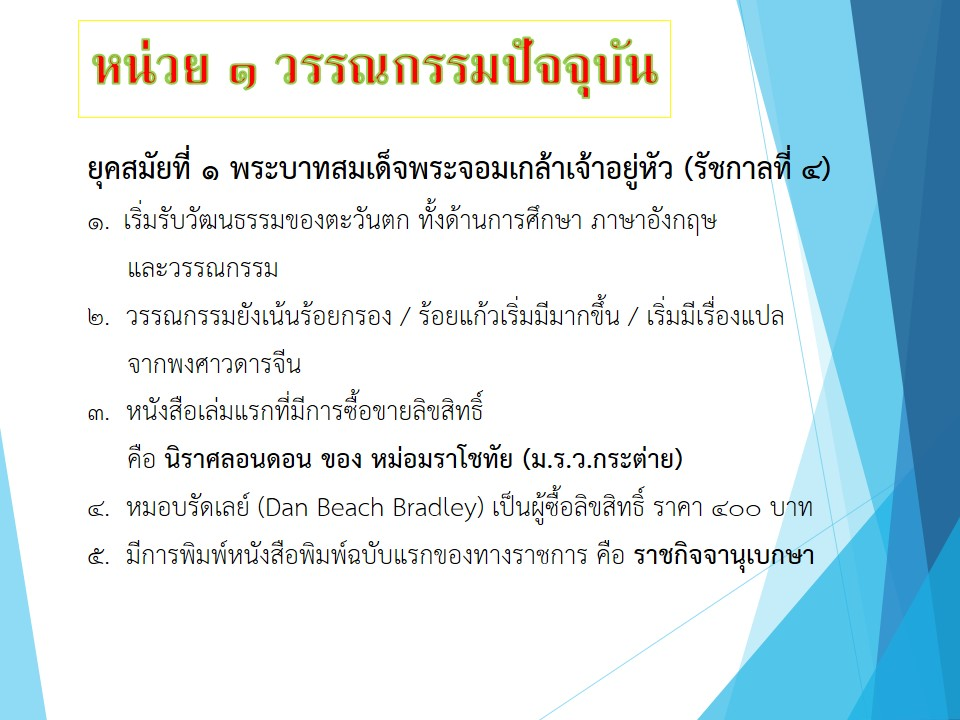 หน่วย ๑ วรรณกรรมปัจจุบัน
ยุคสมัยที่ ๑ พระบาทสมเด็จพระจอมเกล้าเจ้าอยู่หัว (รัชกาลที่ ๔)
๑. เริ่มรับวัฒนธรรมของตะวันตก ทั้งด้านการศึกษา ภาษาอังกฤษ
และวรรณกรรม
๒. วรรณกรรมยังเน้นร้อยกรอง / ร้อยแก้วเริ่มมีมากขึ้น / เริ่มมีเรื่องแปล
จากพงศาวดารจีน
๓. หนังสือเล่มแรกที่มีการซื้อขายลิขสิทธิ์
คือ นิราศลอนดอน ของ หม่อมราโชทัย (ม.ร.ว.กระต่าย)
๔. หมอบรัดเลย์ (Dan Beach Bradley) เป็นผู้ซื้อลิขสิทธิ์ ราคา ๔๐๐ บาท
๕. มีการพิมพ์หนังสือพิมพ์ฉบับแรกของทางราชการ คือ ราชกิจจานุเบกษา